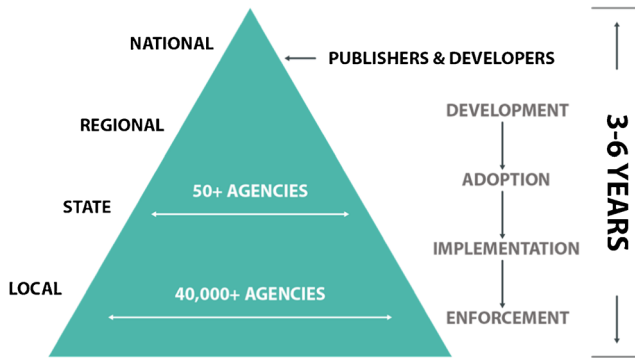 NATIONAL
PUBLISHERS & DEVELOPERS
REGIONAL
DEVELOPMENT
ADOPTION
STATE
50+ AGENCIES
IMPLEMENTATION
LOCAL
40,000+ AGENCIES
ENFORCEMENT
3-6 YEARS